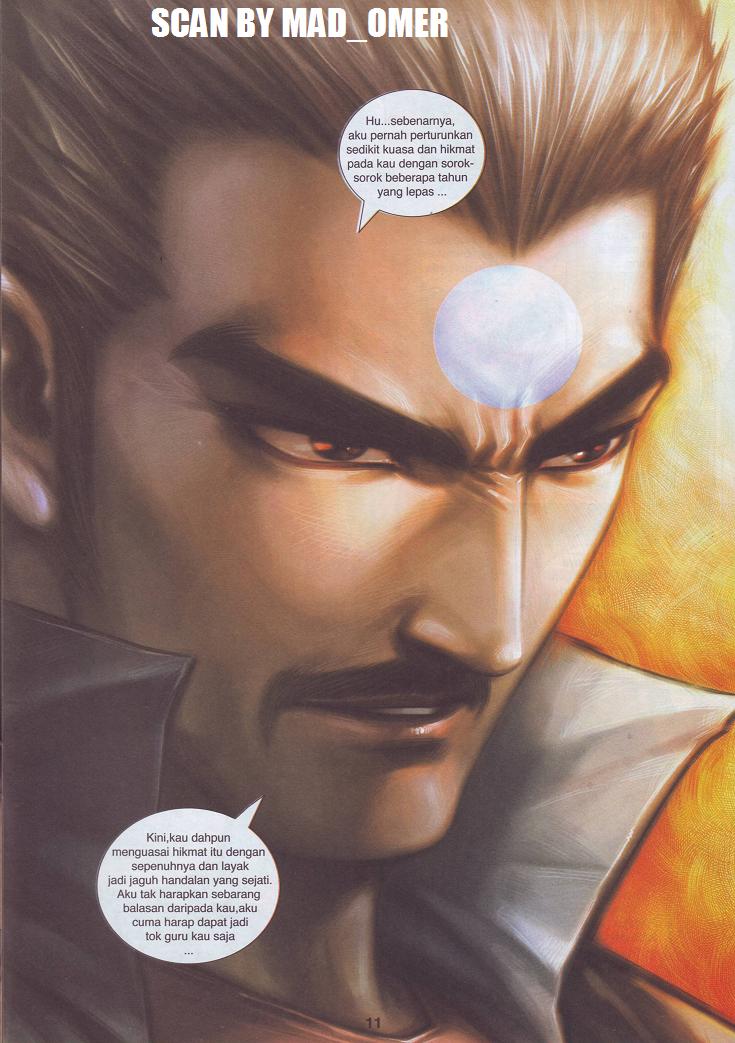 SCAN BY MAD_OMER
Hu...sebenarnya,
aku pernah perturunkan
sedikit kuasa dan hikmat
pada kau dengan sorok-
sorok beberapa tahun
yang lepas ...
Kini,kau dahpun
menguasai hikmat itu dengan
sepenuhnya dan layak
jadi jaguh handalan yang sejati.
Aku tak harapkan sebarang
balasan daripada kau,aku
cuma harap dapat jadi
tok guru kau saja
...
11